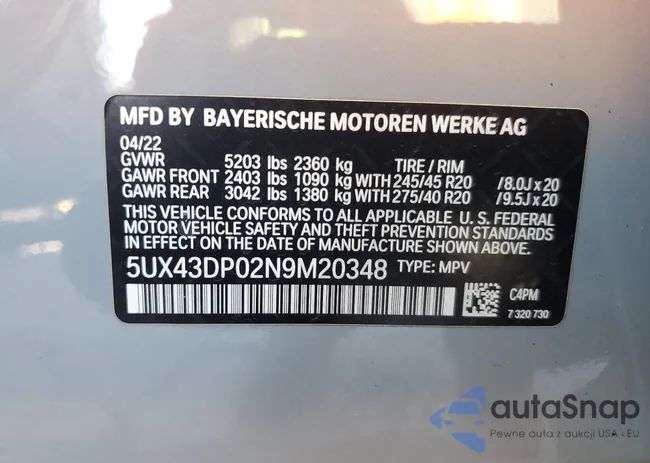 MFD BY BAYERISCHE MOTOREN WERKE AG
04/22
GVWR 5203 lbs 2360 kg TIRE / RIM
GAWR FRONT 2403 lbs 1090 kg WITH 245/45 R20 /8.0J x 20
GAWR REAR 3042 lbs 1380 kg WITH 275/40 R20 /9.5J x 20
THIS VEHICLE CONFORMS TO ALL APPLICABLE U. S. FEDERAL
MOTOR VEHICLE SAFETY AND THEFT PREVENTION STANDARDS
IN EFFECT ON THE DATE OF MANUFACTURE SHOWN ABOVE.
5UX43DP02N9M20348 TYPE: MPV
C4PM
7 320 730
autaSnap
Pewne auta z aukcji USA i EU